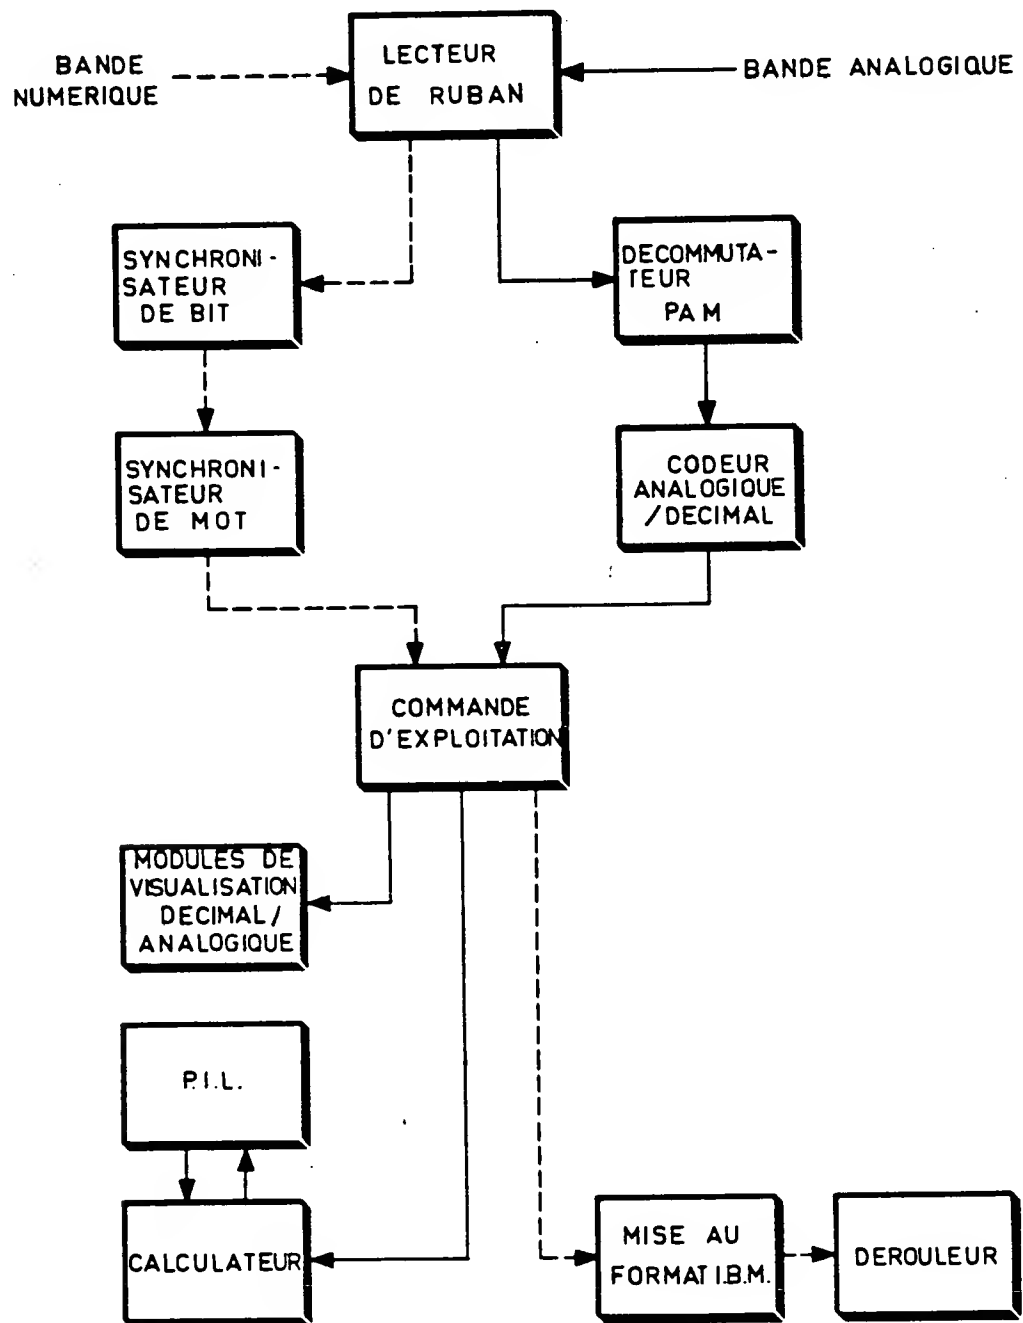 LECTEUR
DE RUBAN
BANDE
NUMERIQUE
BANDE ANALOGIQUE
SYNCHRONI-
SATEUR
DE BIT
DECOMMUTA-
TEUR
PAM
SYNCHRONI-
SATEUR
DE MOT
CODEUR
ANALOGIQUE
/DECIMAL
COMMANDE
D'EXPLOITATION
MODULES DE
VISUALISATION
DECIMAL/
ANALOGIQUE
P.I.L.
CALCULATEUR
MISE AU
FORMAT I.B.M.
DEROULEUR